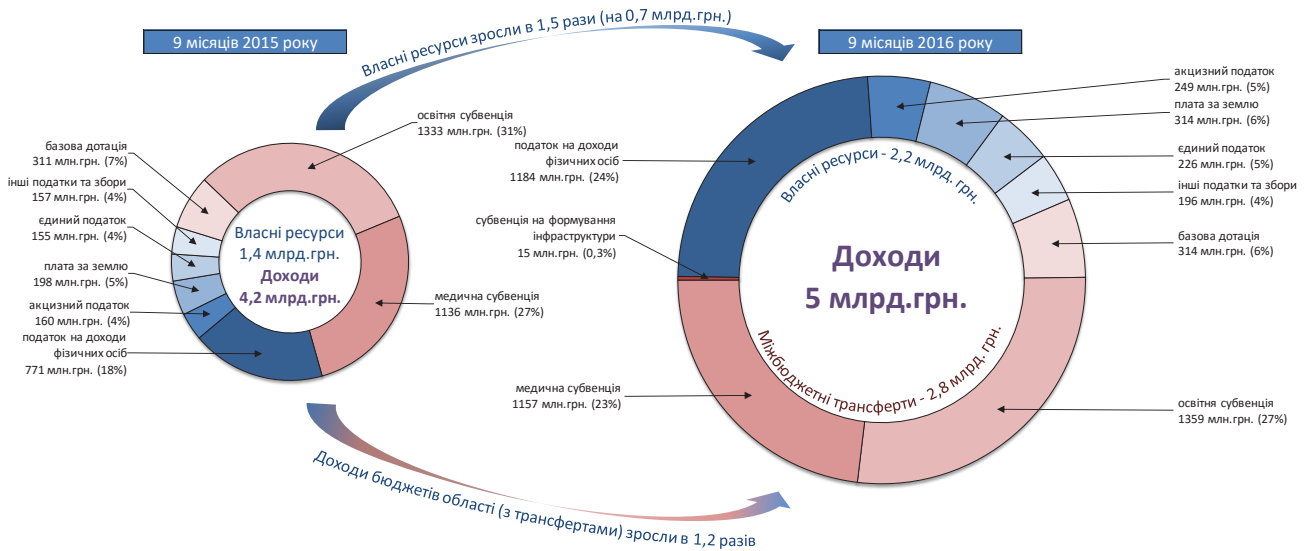 Власні ресурси зросли в 1,5 рази (на 0,7 млрд.грн.)
9 місяців 2015 року
9 місяців 2016 року
освітня субвенція
1333 млн.грн. (31%)
базова дотація
311 млн.грн. (7%)
інші податки та збори
157 млн.грн. (4%)
єдиний податок
155 млн.грн. (4%)
плата за землю
198 млн.грн. (5%)
акцизний податок
160 млн.грн. (4%)
податок на доходи
фізичних осіб
771 млн.грн. (18%)
Власні ресурси
1,4 млрд.грн.
Доходи
4,2 млрд.грн.
медична субвенція
1136 млн.грн. (27%)
податок на доходи
фізичних осіб
1184 млн.грн. (24%)
субвенція на формування
інфраструктури
15 млн.грн. (0,3%)
медична субвенція
1157 млн.грн. (23%)
Власні ресурси - 2,2 млрд. грн.
Доходи
5 млрд.грн.
Міжбюджетні трансферти - 2,8 млрд. грн.
акцизний податок
249 млн.грн. (5%)
плата за землю
314 млн.грн. (6%)
єдиний податок
226 млн.грн. (5%)
інші податки та збори
196 млн.грн. (4%)
базова дотація
314 млн.грн. (6%)
освітня субвенція
1359 млн.грн. (27%)
Доходи бюджетів області (з трансфертами) зросли в 1,2 разів